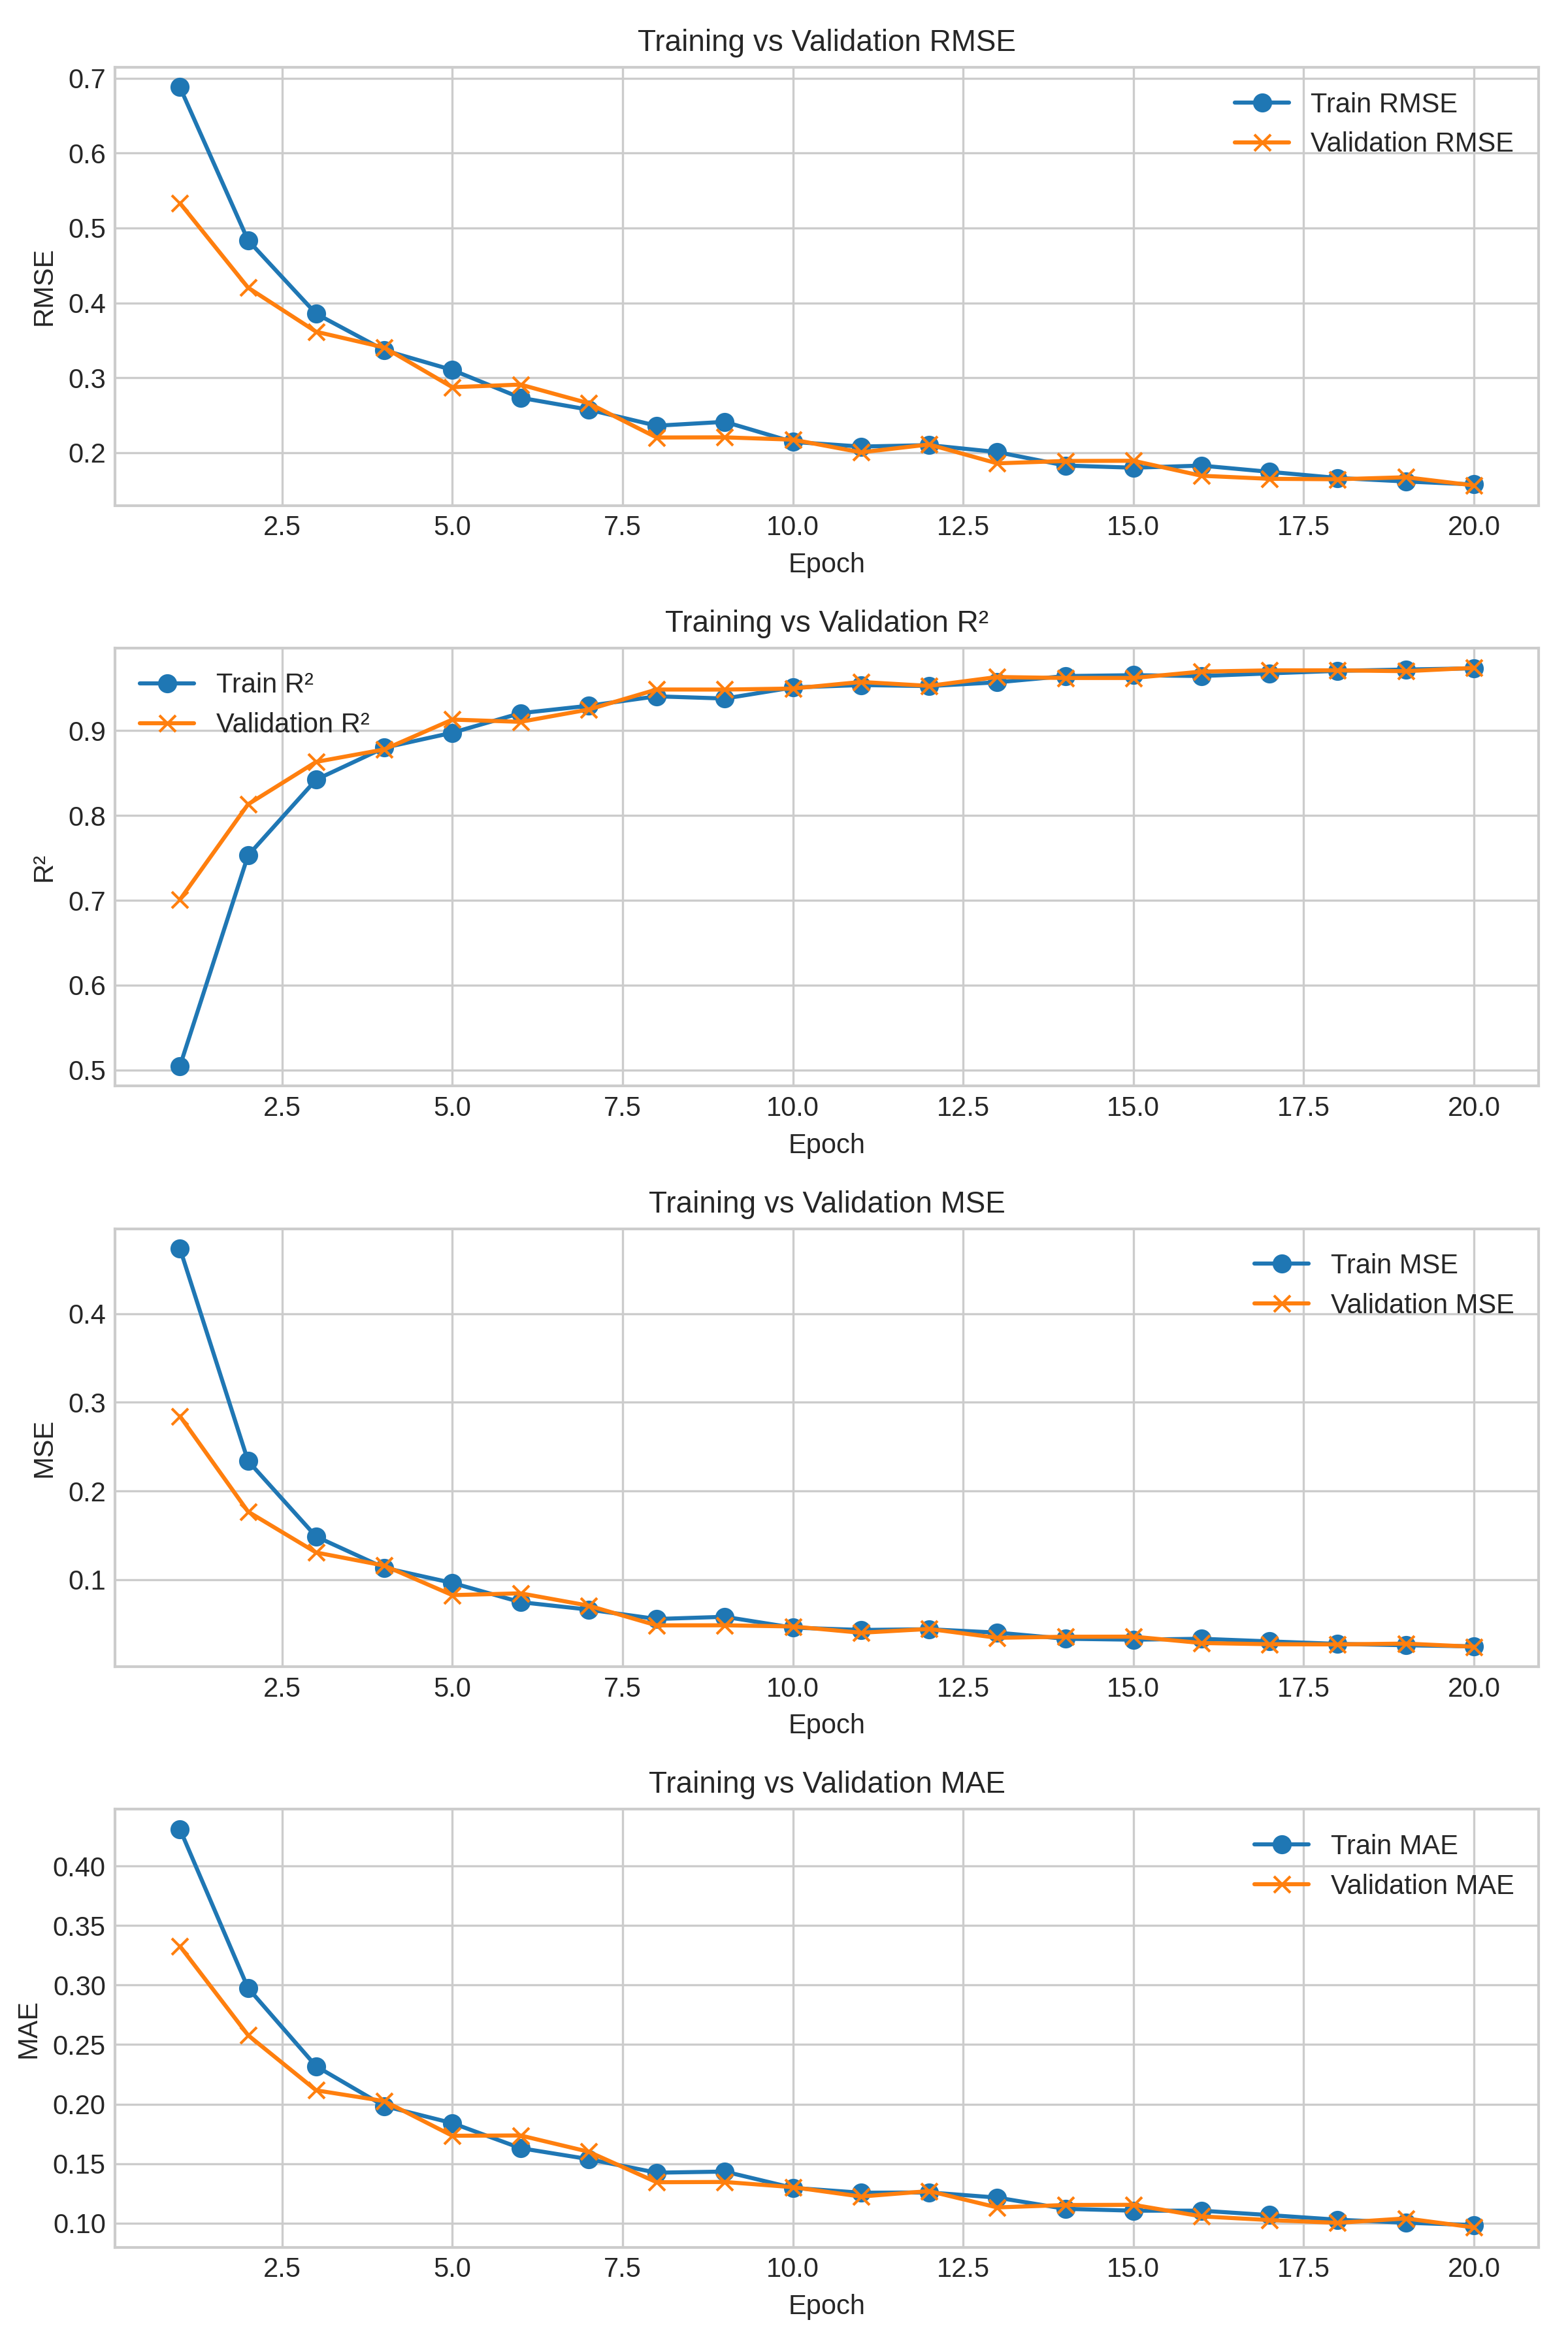 Training vs Validation RMSE
0.7
0.6
0.5
0.4
0.3
0.2
RMSE
Train RMSE
Validation RMSE
2.5 5.0 7.5 10.0 12.5 15.0 17.5 20.0
Epoch
Training vs Validation R²
0.9
0.8
0.7
0.6
0.5
R²
Train R²
Validation R²
2.5 5.0 7.5 10.0 12.5 15.0 17.5 20.0
Epoch
Training vs Validation MSE
0.4
0.3
0.2
0.1
MSE
Train MSE
Validation MSE
2.5 5.0 7.5 10.0 12.5 15.0 17.5 20.0
Epoch
Training vs Validation MAE
0.40
0.35
0.30
0.25
0.20
0.15
0.10
MAE
Train MAE
Validation MAE
2.5 5.0 7.5 10.0 12.5 15.0 17.5 20.0
Epoch